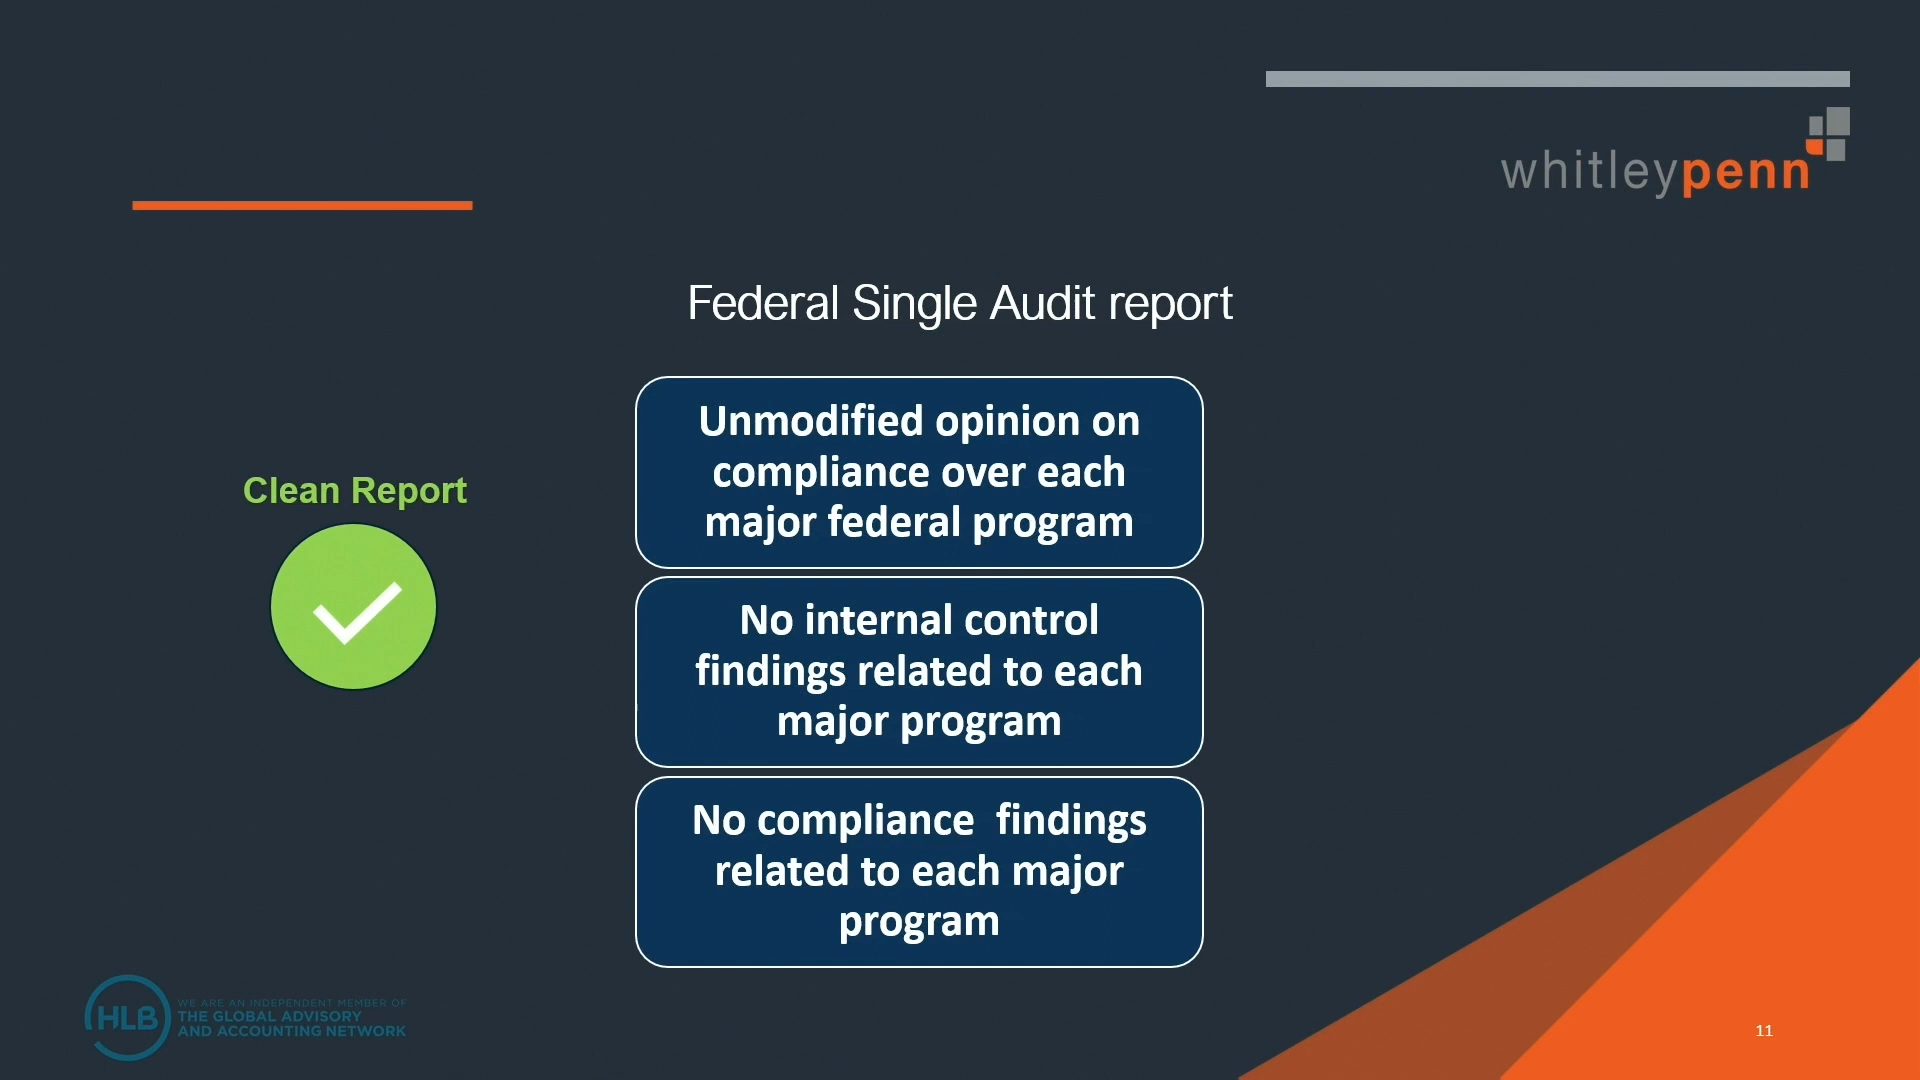 whitleypenn
Federal Single Audit report
Clean Report
Unmodified opinion on
compliance over each
major federal program
No internal control
findings related to each
major program
No compliance  findings
related to each major
program
HLB
WE ARE AN INDEPENDENT MEMBER OF
THE GLOBAL ADVISORY
AND ACCOUNTING NETWORK
11